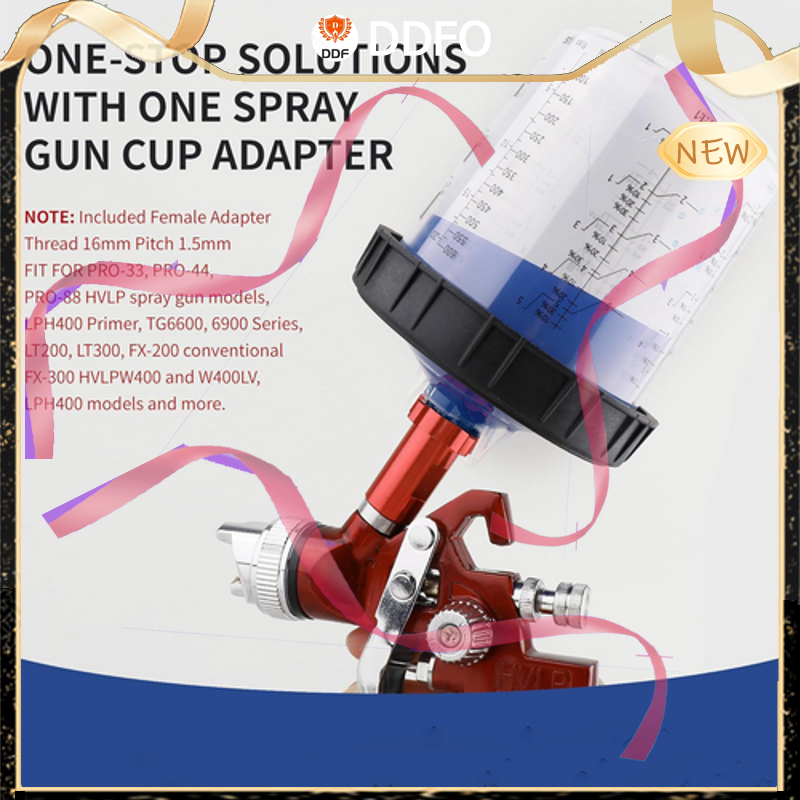 DDF DDFO
ONE-STOP SOLUTIONS
WITH ONE SPRAY
GUN CUP ADAPTER
NEW
NOTE: Included Female Adapter
Thread 16mm Pitch 1.5mm
FIT FOR PRO-33, PRO-44,
PRO-88 HVLP spray gun models,
LPH400 Primer, TG6600, 6900 Series,
LT200, LT300, FX-200 conventional
FX-300 HVLPW400 and W400LV,
LPH400 models and more.
HVLP